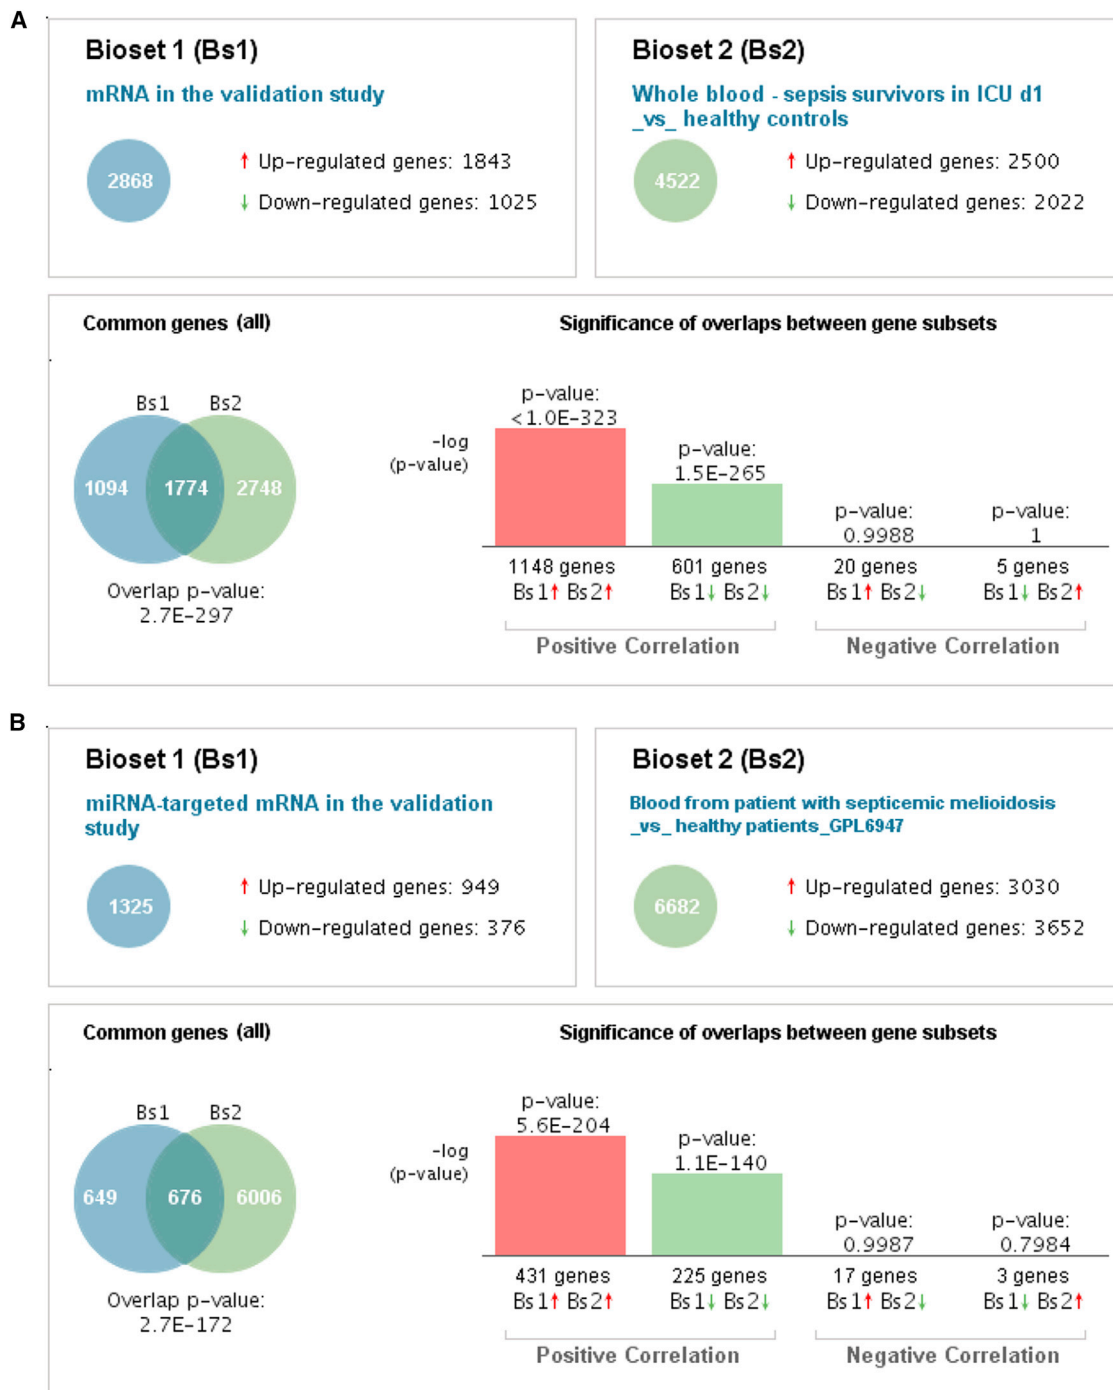 A
Bioset 1 (Bs1)
mRNA in the validation study
2868
↑ Up-regulated genes: 1843
↓ Down-regulated genes: 1025
Bioset 2 (Bs2)
Whole blood - sepsis survivors in ICU d1
_vs_ healthy controls
4522
↑ Up-regulated genes: 2500
↓ Down-regulated genes: 2022
Common genes (all)
Bs1 Bs2
1094 1774 2748
Overlap p-value:
2.7E-297
Significance of overlaps between gene subsets
-log
(p-value)
p-value:
<1.0E-323
p-value:
1.5E-265
p-value:
0.9988
p-value:
1
1148 genes
Bs1↑ Bs2↑
601 genes
Bs1↓ Bs2↓
20 genes
Bs1↑ Bs2↓
5 genes
Bs1↓ Bs2↑
Positive Correlation
Negative Correlation
B
Bioset 1 (Bs1)
miRNA-targeted mRNA in the validation
study
1325
↑ Up-regulated genes: 949
↓ Down-regulated genes: 376
Bioset 2 (Bs2)
Blood from patient with septicemic melioidosis
_vs_ healthy patients_GPL6947
6682
↑ Up-regulated genes: 3030
↓ Down-regulated genes: 3652
Common genes (all)
Bs1 Bs2
649 676 6006
Overlap p-value:
2.7E-172
Significance of overlaps between gene subsets
-log
(p-value)
p-value:
5.6E-204
p-value:
1.1E-140
p-value:
0.9987
p-value:
0.7984
431 genes
Bs1↑ Bs2↑
225 genes
Bs1↓ Bs2↓
17 genes
Bs1↑ Bs2↓
3 genes
Bs1↓ Bs2↑
Positive Correlation
Negative Correlation